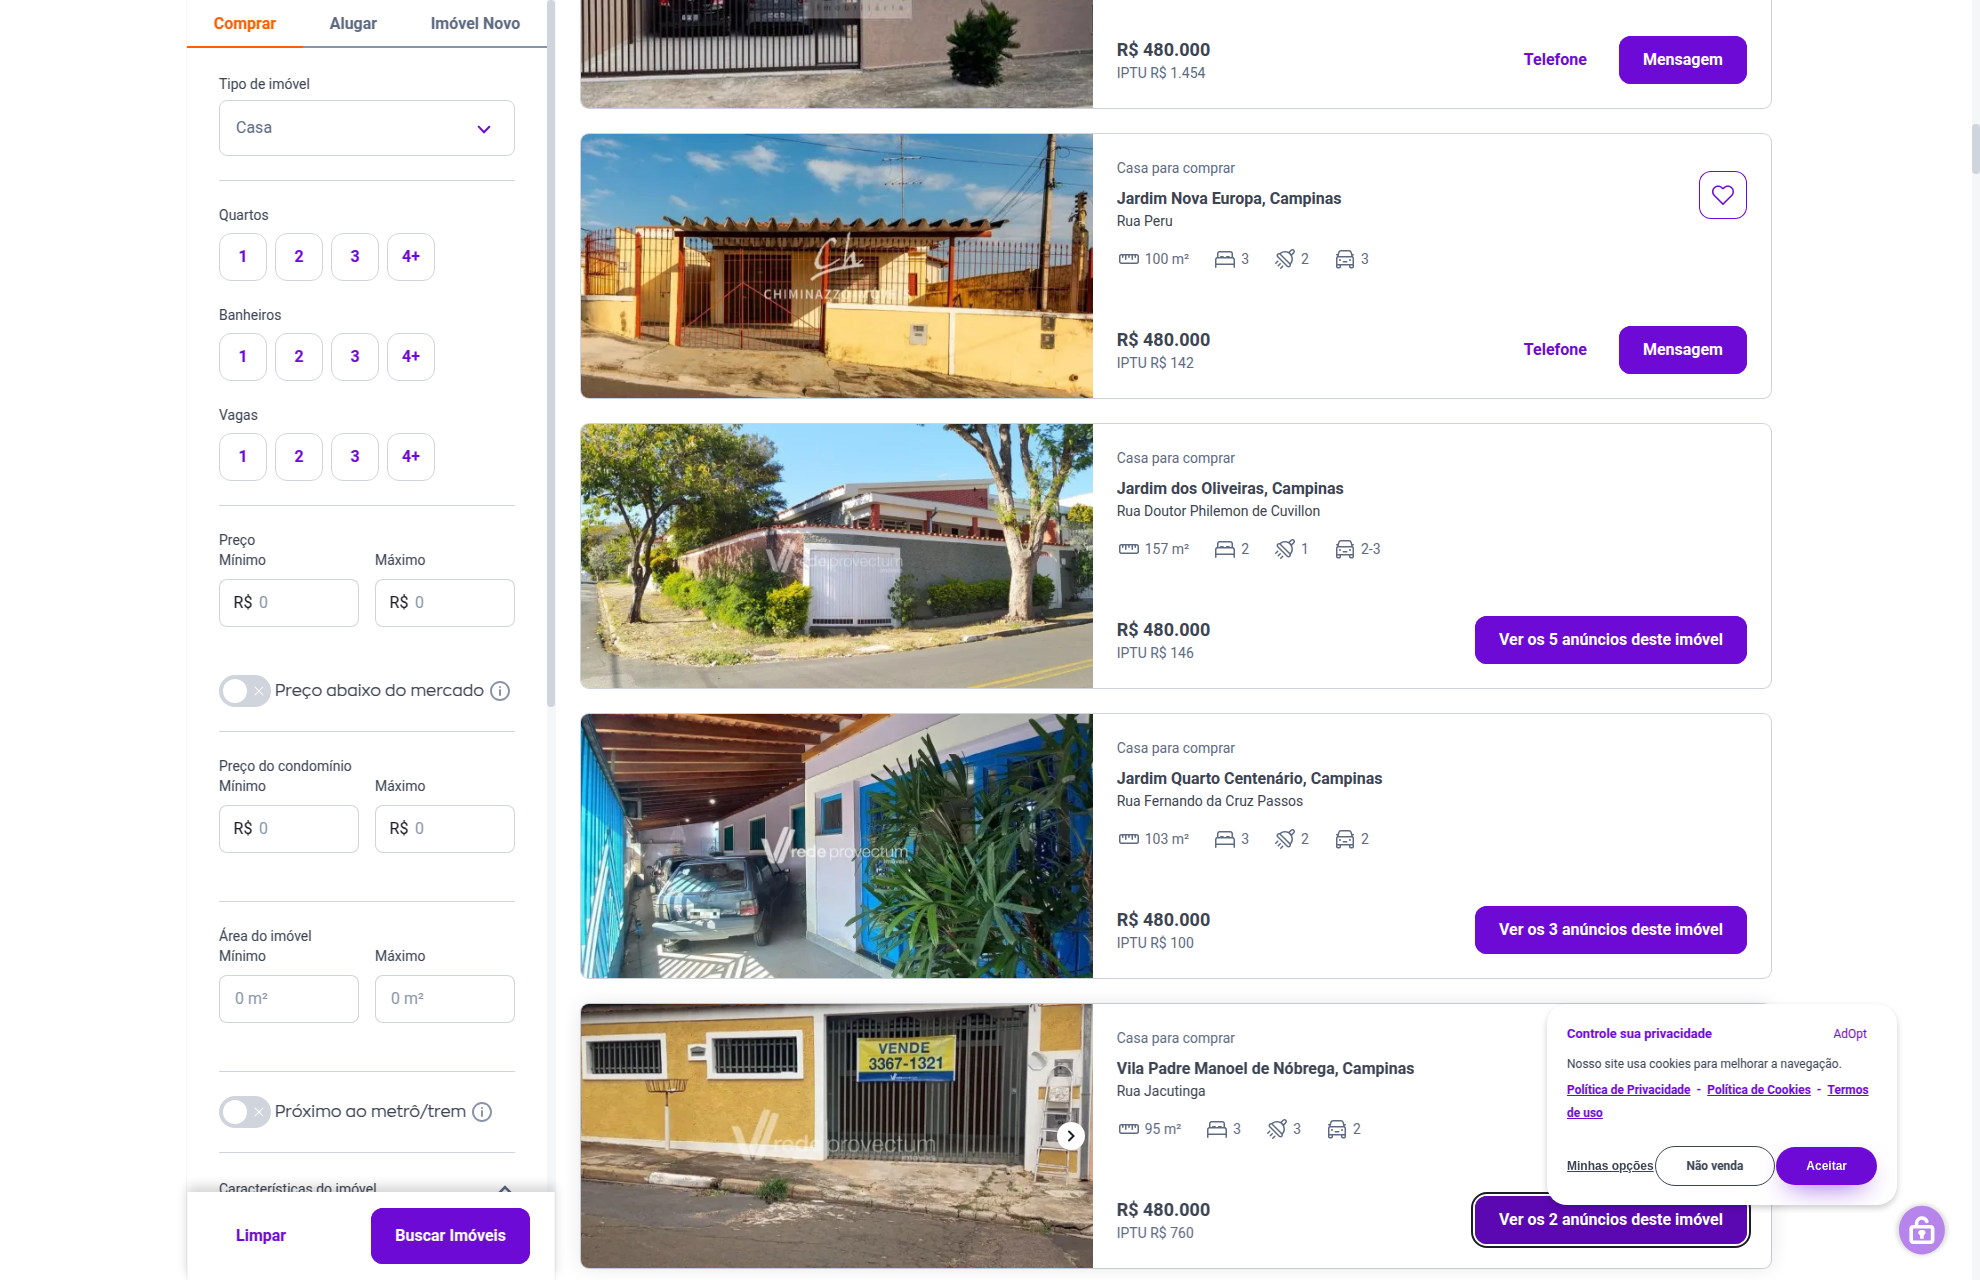 Comprar
Alugar
Imóvel Novo
Tipo de imóvel
Casa
Quartos
1
2
3
4+
Banheiros
1
2
3
4+
Vagas
1
2
3
4+
Preço
Mínimo
Máximo
R$ 0
R$ 0
Preço abaixo do mercado
Preço do condomínio
Mínimo
Máximo
R$ 0
R$ 0
Área do imóvel
Mínimo
Máximo
0 m²
0 m²
Próximo ao metrô/trem
Características do imóvel
Limpar
Buscar Imóveis
imobiliária
R$ 480.000
IPTU R$ 1.454
Telefone
Mensagem
Ch
Casa para comprar
Jardim Nova Europa, Campinas
Rua Peru
100 m²
3
2
3
R$ 480.000
IPTU R$ 142
Telefone
Mensagem
rede provectum
Casa para comprar
Jardim dos Oliveiras, Campinas
Rua Doutor Philemon de Cuvillon
157 m²
2
1
2-3
R$ 480.000
IPTU R$ 146
Ver os 5 anúncios deste imóvel
rede provectum
imóveis
Casa para comprar
Jardim Quarto Centenário, Campinas
Rua Fernando da Cruz Passos
103 m²
3
2
2
R$ 480.000
IPTU R$ 100
Ver os 3 anúncios deste imóvel
VENDE
3367-1321
rede provectum
imóveis
Casa para comprar
Vila Padre Manoel de Nóbrega, Campinas
Rua Jacutinga
95 m²
3
3
2
R$ 480.000
IPTU R$ 760
Ver os 2 anúncios deste imóvel
Controle sua privacidade
AdOpt
Nosso site usa cookies para melhorar a navegação.
Política de Privacidade - Política de Cookies - Termos
de uso
Minhas opções
Não venda
Aceitar